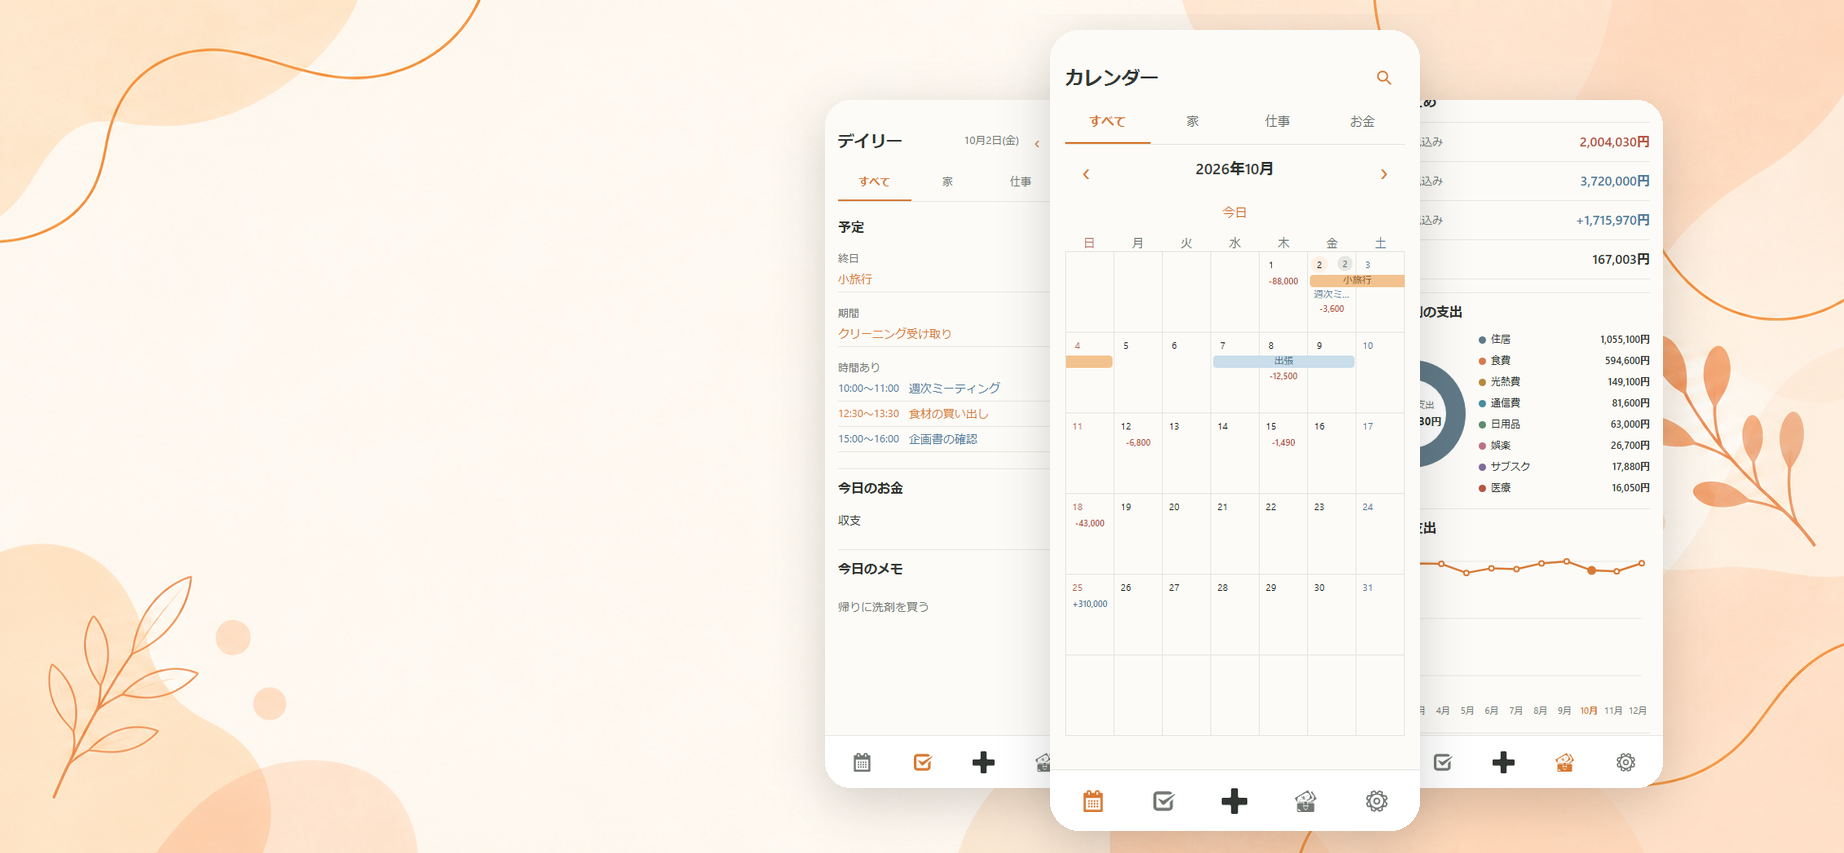 デイリー
10月2日(金)
すべて 家 仕事
予定
終日
小旅行
期間
クリーニング受け取り
時間あり
10:00〜11:00 週次ミーティング
12:30〜13:30 食材の買い出し
15:00〜16:00 企画書の確認
今日のお金
収支
今日のメモ
帰りに洗剤を買う
カレンダー
すべて 家 仕事 お金
2026年10月
今日
日 月 火 水 木 金 土
1 2 2 3
-88,000 小旅行
週次ミ...
-3,600
4 5 6 7 8 9 10
出張
-12,500
11 12 13 14 15 16 17
-6,800 -1,490
18 19 20 21 22 23 24
-43,000
25 26 27 28 29 30 31
+310,000
とめ
込み 2,004,030円
込み 3,720,000円
込み +1,715,970円
167,003円
の支出
住居 1,055,100円
食費 594,600円
光熱費 149,100円
通信費 81,600円
日用品 63,000円
娯楽 26,700円
サブスク 17,880円
医療 16,050円
支出
30円
支出
月 4月 5月 6月 7月 8月 9月 10月 11月 12月